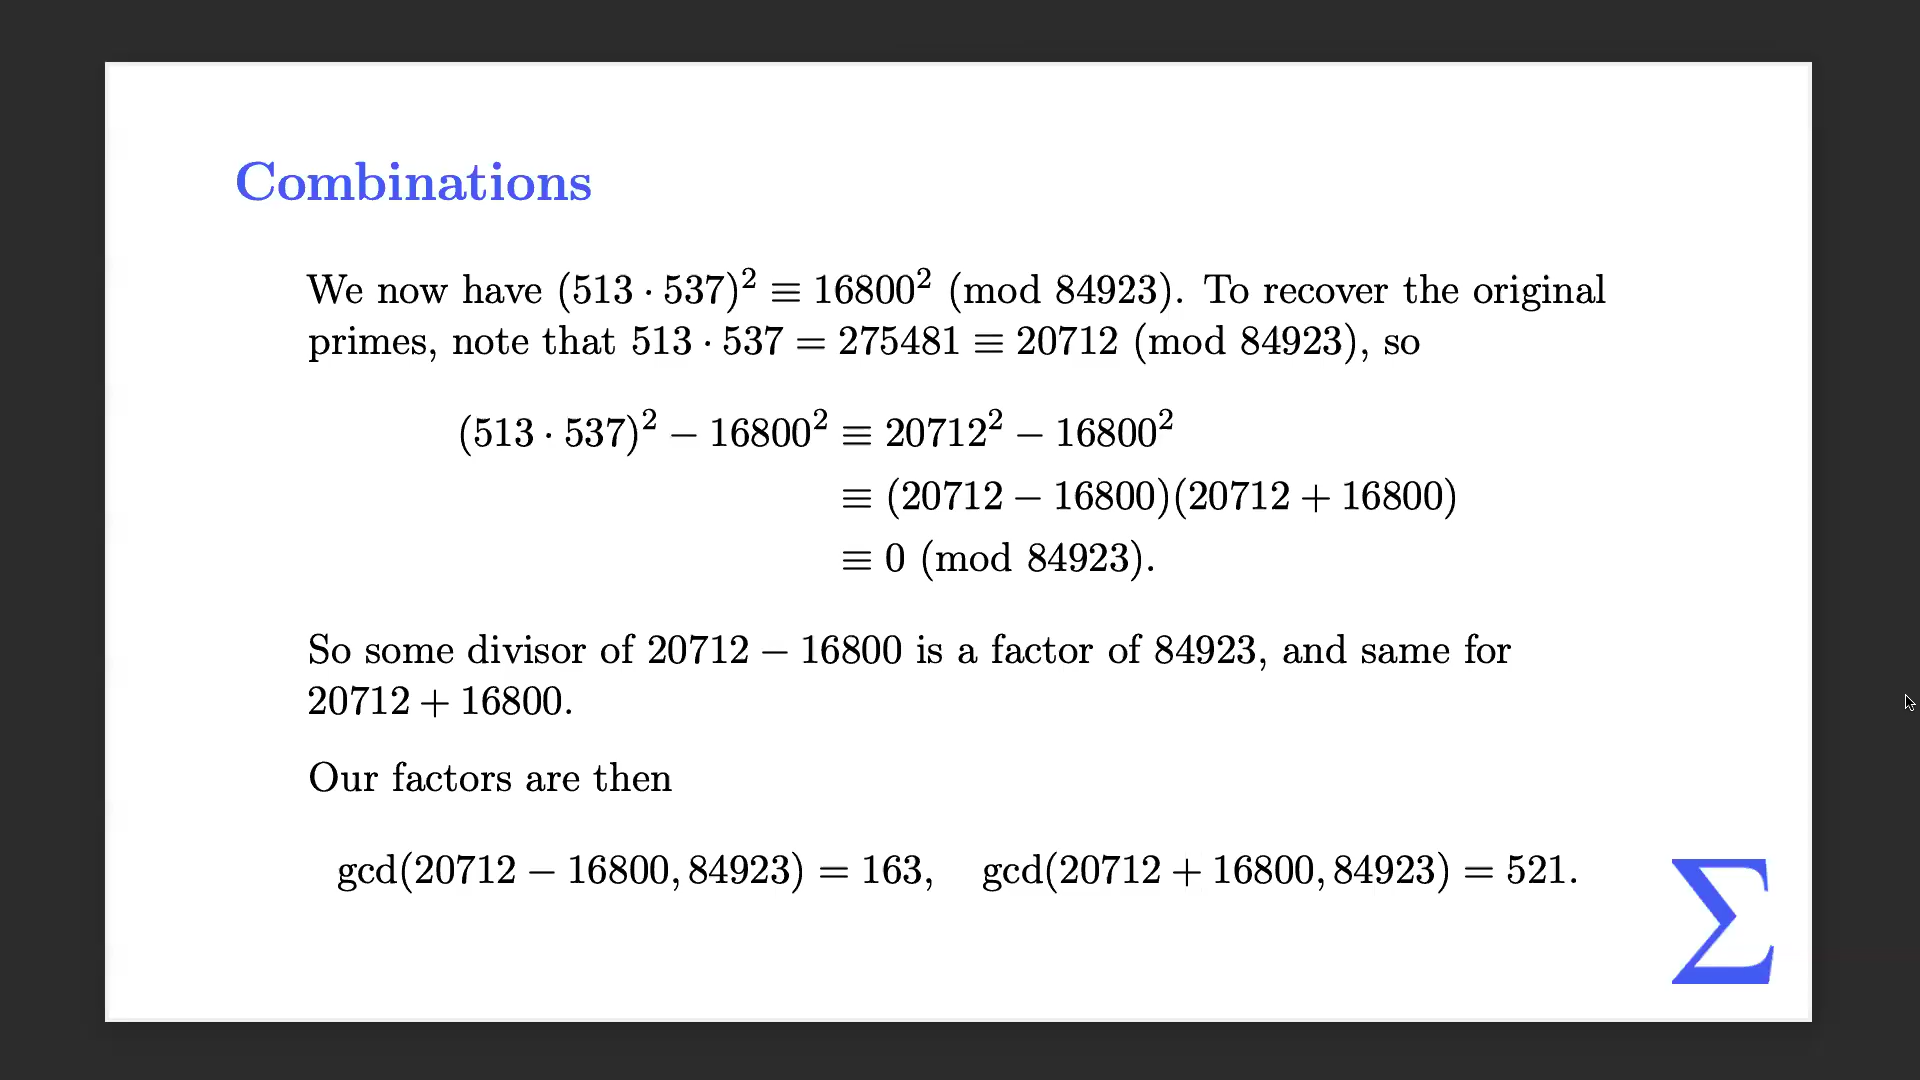 Combinations
We now have (513 · 537)² ≡ 16800² (mod 84923). To recover the original
primes, note that 513 · 537 = 275481 ≡ 20712 (mod 84923), so
(513 · 537)² − 16800² ≡ 20712² − 16800²
≡ (20712 − 16800)(20712 + 16800)
≡ 0 (mod 84923).
So some divisor of 20712 − 16800 is a factor of 84923, and same for
20712 + 16800.
Our factors are then
gcd(20712 − 16800, 84923) = 163, gcd(20712 + 16800, 84923) = 521.
Σ